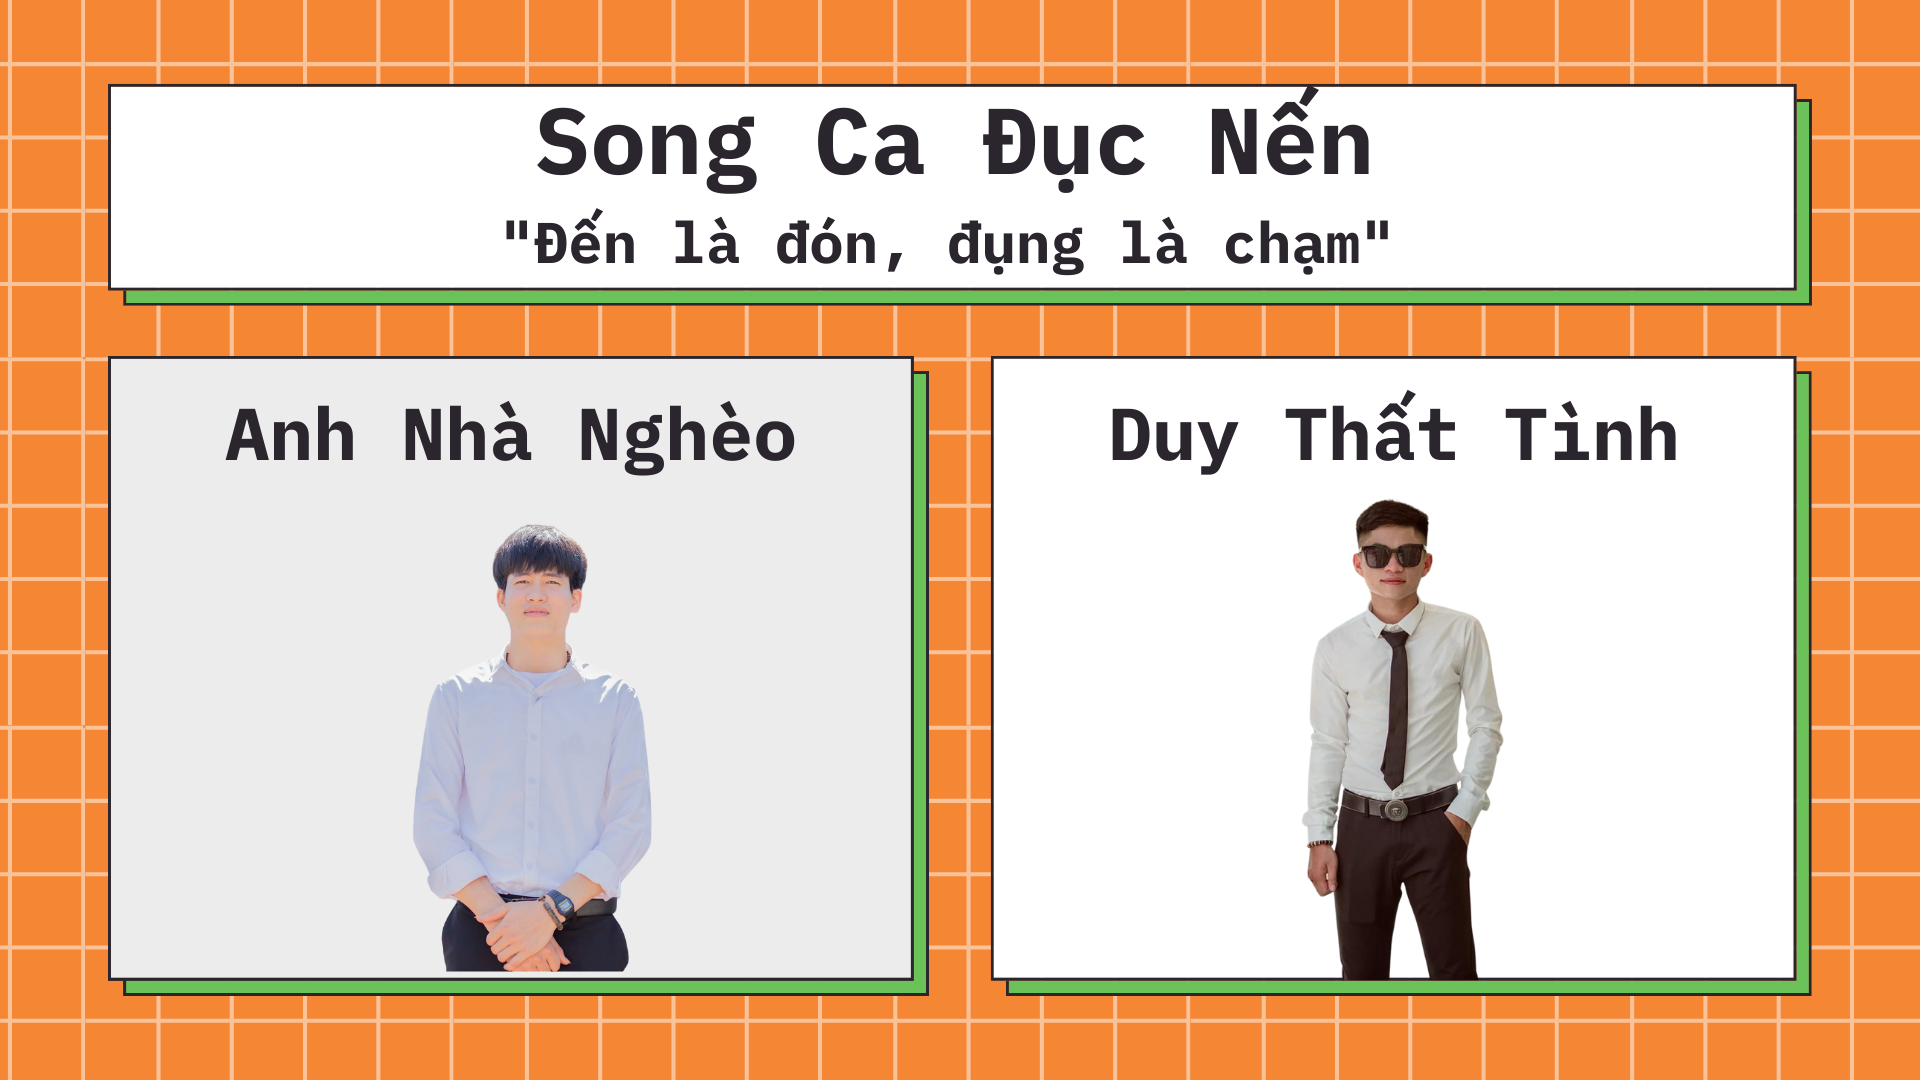 Song Ca Đục Nến
"Đến là đón, đụng là chạm"
Anh Nhà Nghèo
Duy Thất Tình